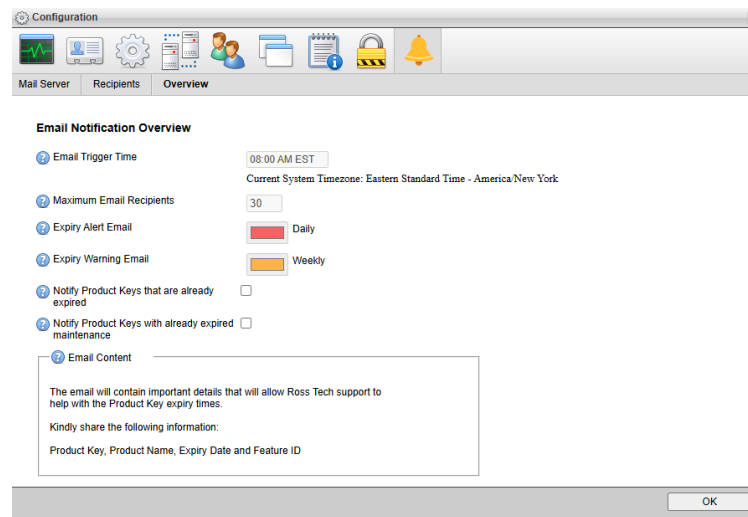 Configuration
Mail Server Recipients Overview
Email Notification Overview
Email Trigger Time
08:00 AM EST
Current System Timezone: Eastern Standard Time - America/New York
Maximum Email Recipients
30
Expiry Alert Email
Daily
Expiry Warning Email
Weekly
Notify Product Keys that are already
expired
Notify Product Keys with already expired
maintenance
Email Content
The email will contain important details that will allow Ross Tech support to
help with the Product Key expiry times.
Kindly share the following information:
Product Key, Product Name, Expiry Date and Feature ID
OK